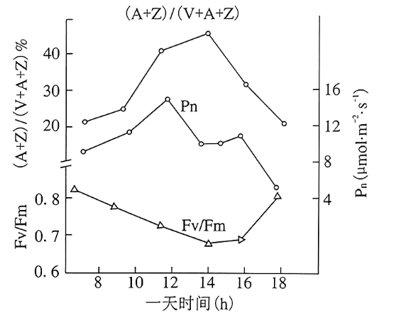 (A+Z)/(V+A+Z)
(A+Z)/(V+A+Z)%
40
30
20
Fv/Fm
0.8
0.7
0.6
Pn
Fv/Fm
16
12
8
4
Pn(μmol·m⁻²·s⁻¹)
8 10 12 14 16 18
一天时间(h)